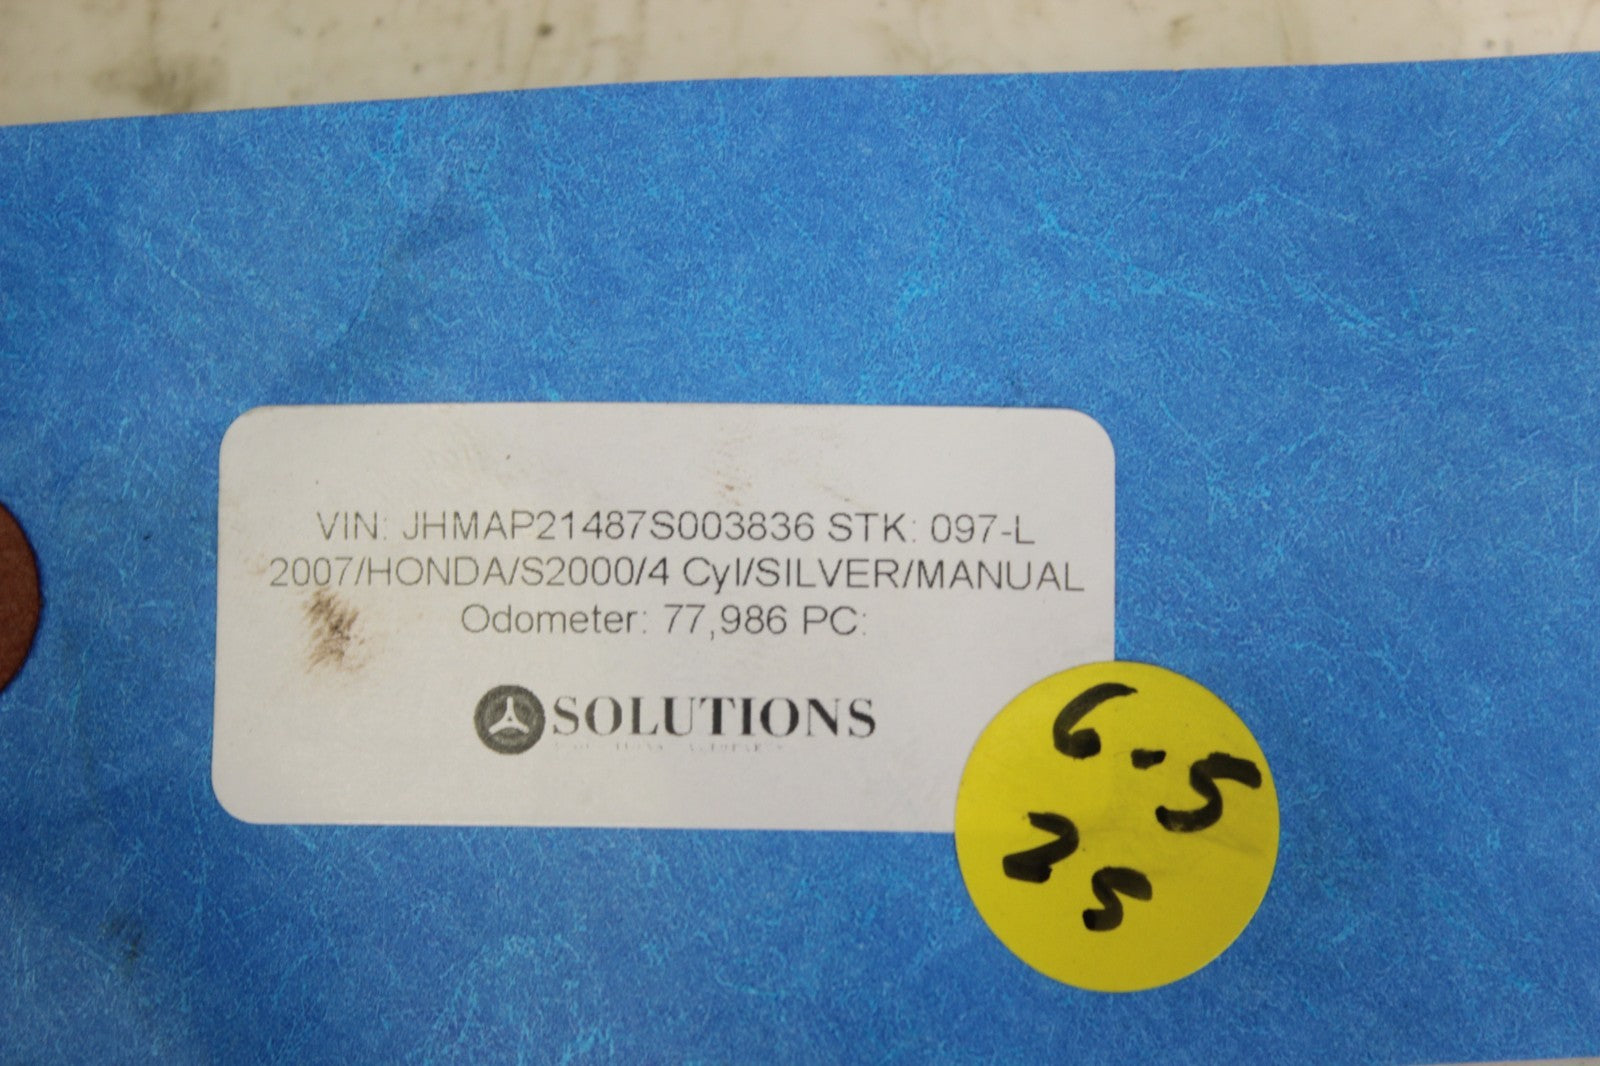 VIN: JHMAP21487S003836 STK: 097-L
2007/HONDA/S2000/4 Cyl/SILVER/MANUAL
Odometer: 77,986 PC:
SOLUTIONS
6-5
25